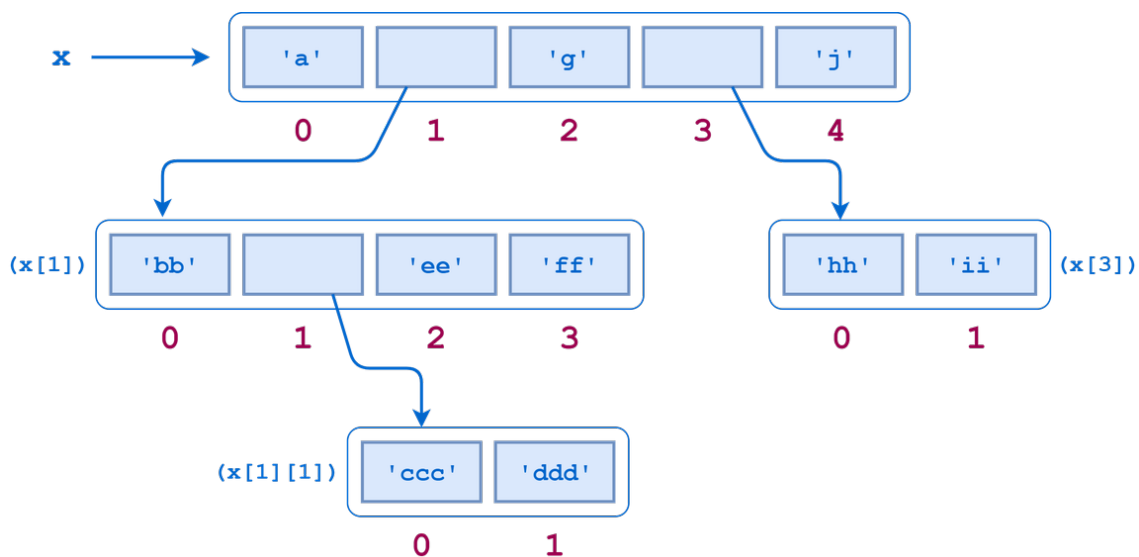 x 'a' 'g' 'j'
0 1 2 3 4
(x[1]) 'bb' 'ee' 'ff' 'hh' 'ii' (x[3])
0 1 2 3 0 1
(x[1][1]) 'ccc' 'ddd'
0 1